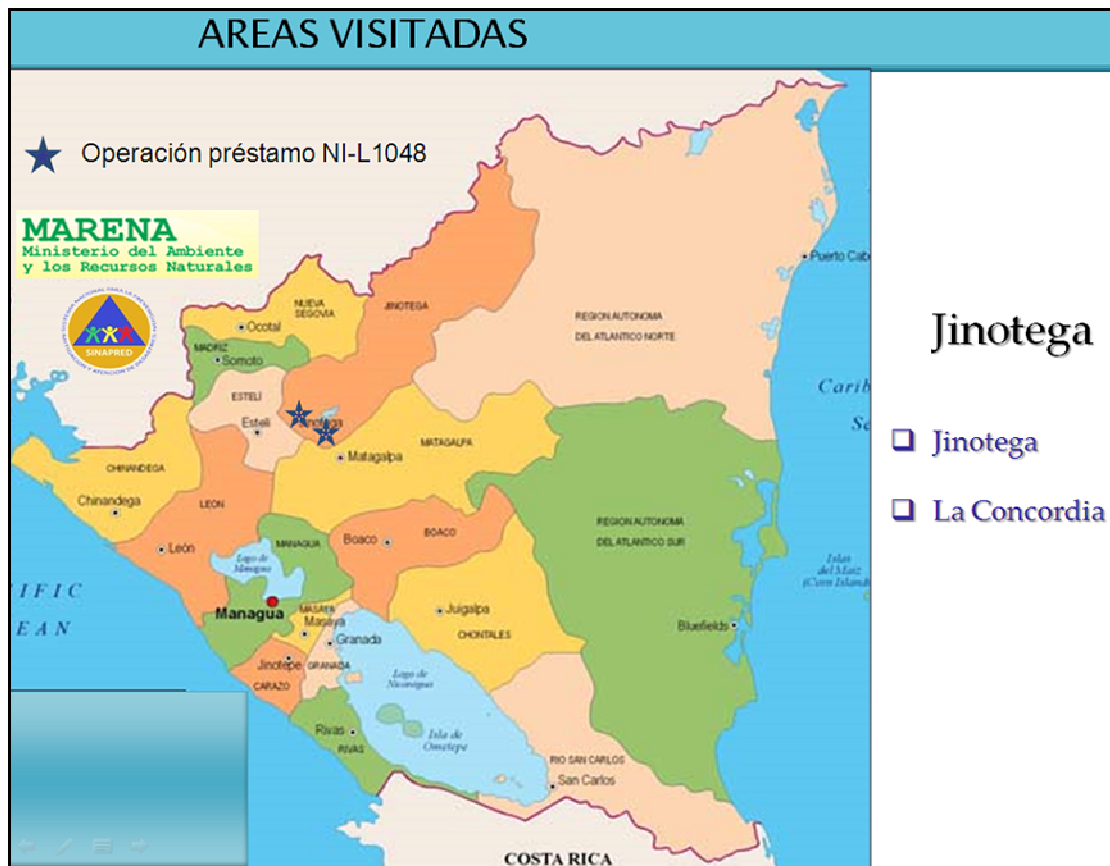 AREAS VISITADAS
Operación préstamo NI-L1048
MARENA
Ministerio del Ambiente
y los Recursos Naturales
SINAPRED
NUEVA
SEGOVIA
Ocotal
MADRIZ
Somoto
JINOTEGA
REGION AUTONOMA
DEL ATLANTICO NORTE
Puerto Cab
ESTELÍ
Estelí
Jinotega
MATAGALPA
Matagalpa
Carib
Se
CHINANDEGA
Chinandega
LEON
León
MANAGUA
Lago de
Managua
Boaco
BOACO
REGION AUTONOMA
DEL ATLANTICO SUR
Islas
del Maíz
(Corn Islands
IFIC
EAN
Managua
MASAYA
Masaya
Granada
GRANADA
Juigalpa
CHONTALES
Bluefields
Jinotepe
CARAZO
Lago de
Nicaragua
Rivas
RIVAS
Isla de
Ometepe
RIO SAN CARLOS
San Carlos
COSTA RICA
Jinotega
Jinotega
La Concordia